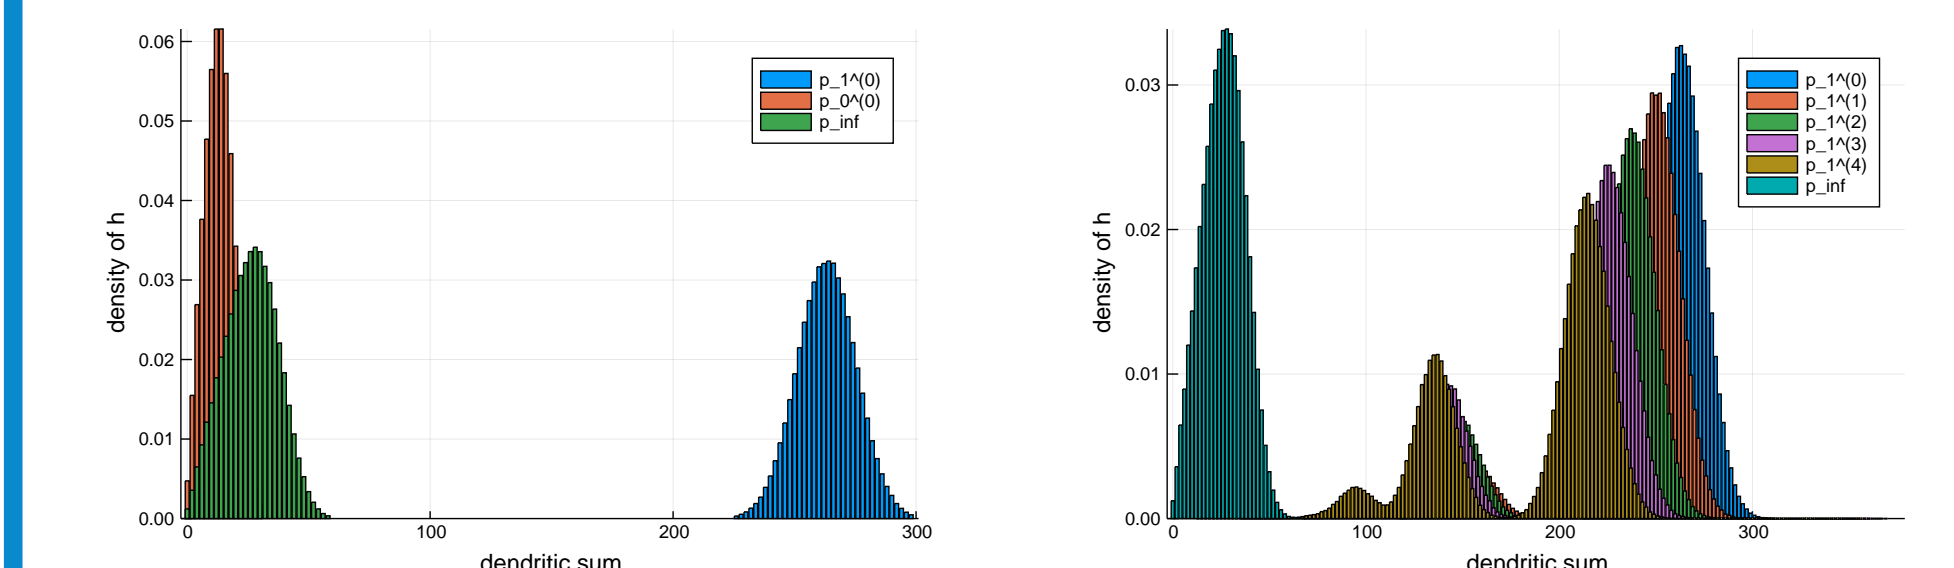 0.06
0.05
0.04
0.03
0.02
0.01
0.00
density of h
0
100
200
300
dendritic sum
p_1^(0)
p_0^(0)
p_inf
0.03
0.02
0.01
0.00
density of h
0
100
200
300
dendritic sum
p_1^(0)
p_1^(1)
p_1^(2)
p_1^(3)
p_1^(4)
p_inf